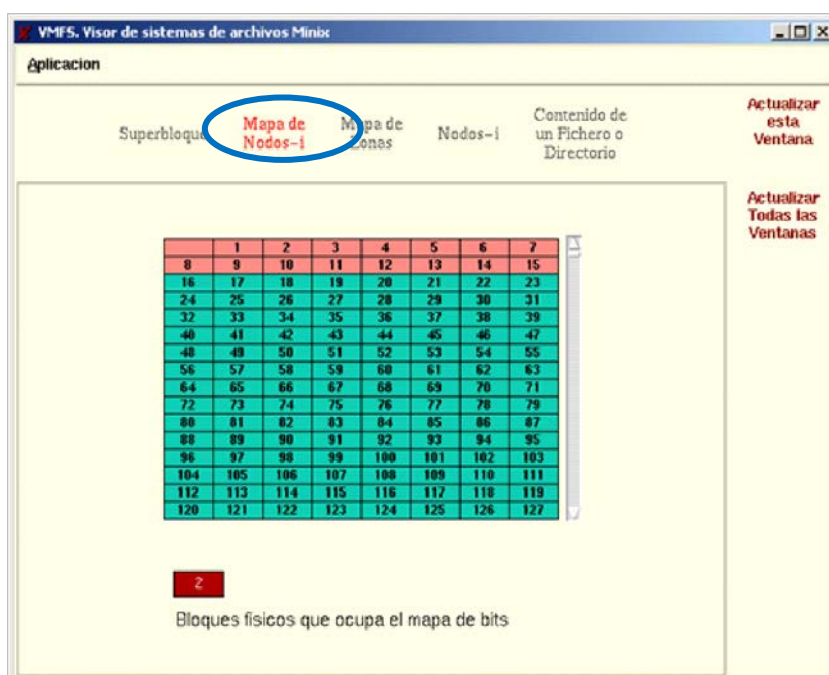 VMFS. Visor de sistemas de archivos Minix
Aplicacion
Superbloque
Mapa de
Nodos-i
Mapa de
Zonas
Nodos-i
Contenido de
un Fichero o
Directorio
Actualizar
esta
Ventana
Actualizar
Todas las
Ventanas
1 2 3 4 5 6 7
8 9 10 11 12 13 14 15
16 17 18 19 20 21 22 23
24 25 26 27 28 29 30 31
32 33 34 35 36 37 38 39
40 41 42 43 44 45 46 47
48 49 50 51 52 53 54 55
56 57 58 59 60 61 62 63
64 65 66 67 68 69 70 71
72 73 74 75 76 77 78 79
80 81 82 83 84 85 86 87
88 89 90 91 92 93 94 95
96 97 98 99 100 101 102 103
104 105 106 107 108 109 110 111
112 113 114 115 116 117 118 119
120 121 122 123 124 125 126 127
2
Bloques fisicos que ocupa el mapa de bits